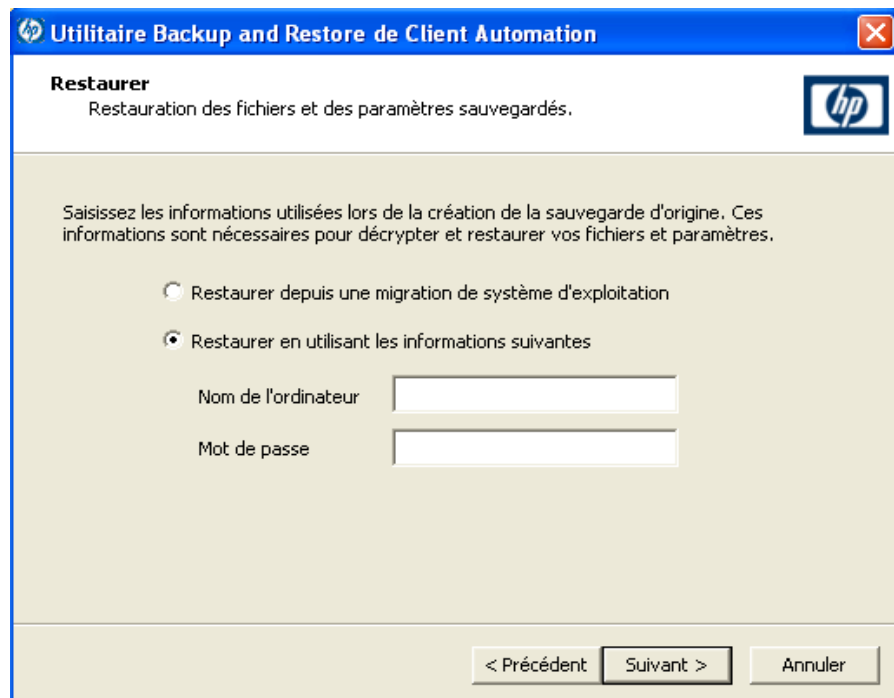 Utilitaire Backup and Restore de Client Automation
Restaurer
Restauration des fichiers et des paramètres sauvegardés.
hp
Saisissez les informations utilisées lors de la création de la sauvegarde d'origine. Ces
informations sont nécessaires pour décrypter et restaurer vos fichiers et paramètres.
Restaurer depuis une migration de système d'exploitation
Restaurer en utilisant les informations suivantes
Nom de l'ordinateur
Mot de passe
< Précédent
Suivant >
Annuler